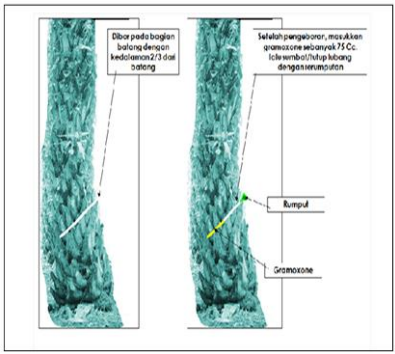 Dibor pada bagian
batang dengan
kedalaman 2/3 dari
batang
Setelah pengeboran, masukkan
gramoxone sebanyak 75 Cc.
lalu sumbat/tutup lubang
dengan serumputan
Rumput
Gramoxone